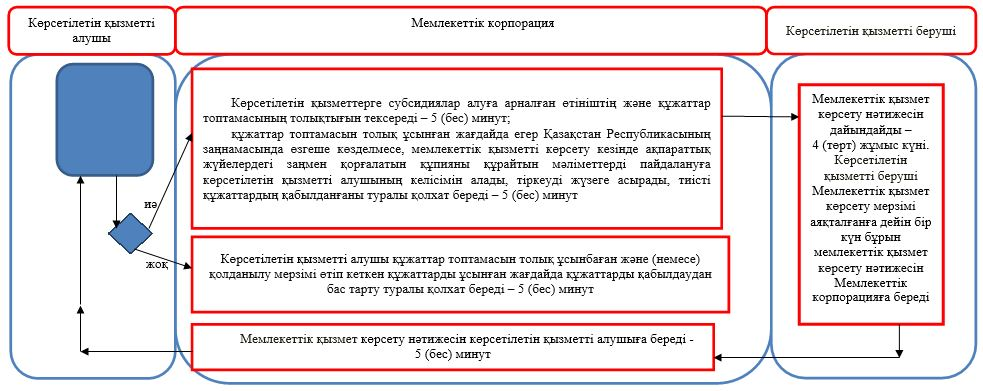 Көрсетілетін қызметті
алушы
Мемлекеттік корпорация
Көрсетілетін қызметті беруші
Көрсетілетін қызметтерге субсидиялар алуға арналған өтініштің және құжаттар
топтамасының толықтығын тексереді – 5 (бес) минут;
құжаттар топтамасын толық ұсынған жағдайда егер Қазақстан Республикасының
заңнамасында өзгеше көзделмесе, мемлекеттік қызметті көрсету кезінде ақпараттық
жүйелердегі заңмен қорғалатын құпияны құрайтын мәліметтерді пайдалануға
көрсетілетін қызметті алушының келісімін алады, тіркеуді жүзеге асырады, тиісті
құжаттардың қабылданғаны туралы қолхат береді – 5 (бес) минут
иә
жоқ
Көрсетілетін қызметті алушы құжаттар топтамасын толық ұсынбаған және (немесе)
қолданылу мерзімі өтіп кеткен құжаттарды ұсынған жағдайда құжаттарды қабылдаудан
бас тарту туралы қолхат береді – 5 (бес) минут
Мемлекеттік қызмет көрсету нәтижесін көрсетілетін қызметті алушыға береді -
5 (бес) минут
Мемлекеттік қызмет
көрсету нәтижесін
дайындайды –
4 (төрт) жұмыс күні.
Көрсетілетін
қызметті беруші
Мемлекеттік қызмет
көрсету мерзімі
аяқталғанға дейін бір
күн бұрын
мемлекеттік қызмет
көрсету нәтижесін
Мемлекеттік
корпорацияға береді